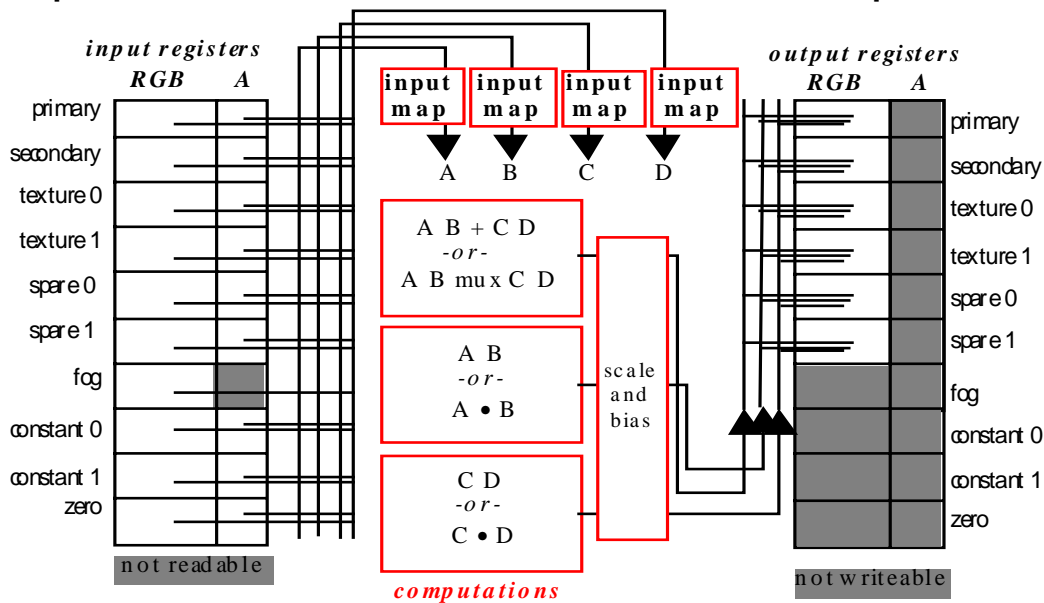 input registers
RGB A
primary
secondary
texture 0
texture 1
spare 0
spare 1
fog
constant 0
constant 1
zero
not readable
input map
input map
input map
input map
A B C D
A B + C D
-or-
A B mux C D
A B
-or-
A • B
C D
-or-
C • D
computations
scale
and
bias
output registers
RGB A
primary
secondary
texture 0
texture 1
spare 0
spare 1
fog
constant 0
constant 1
zero
not writeable